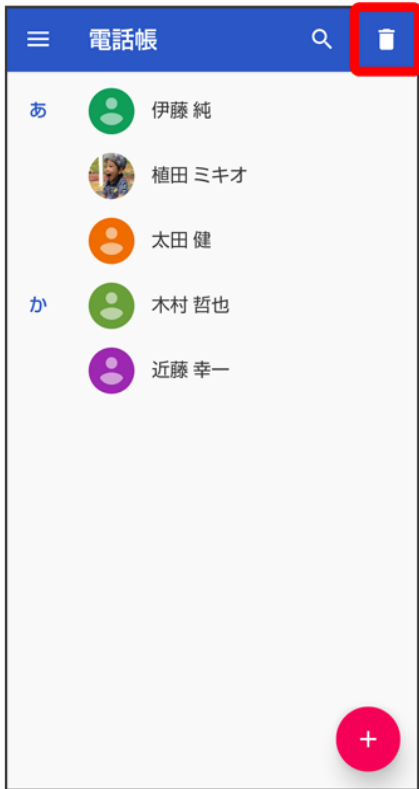 電話帳
あ
伊藤 純
植田 ミキオ
太田 健
か
木村 哲也
近藤 幸一